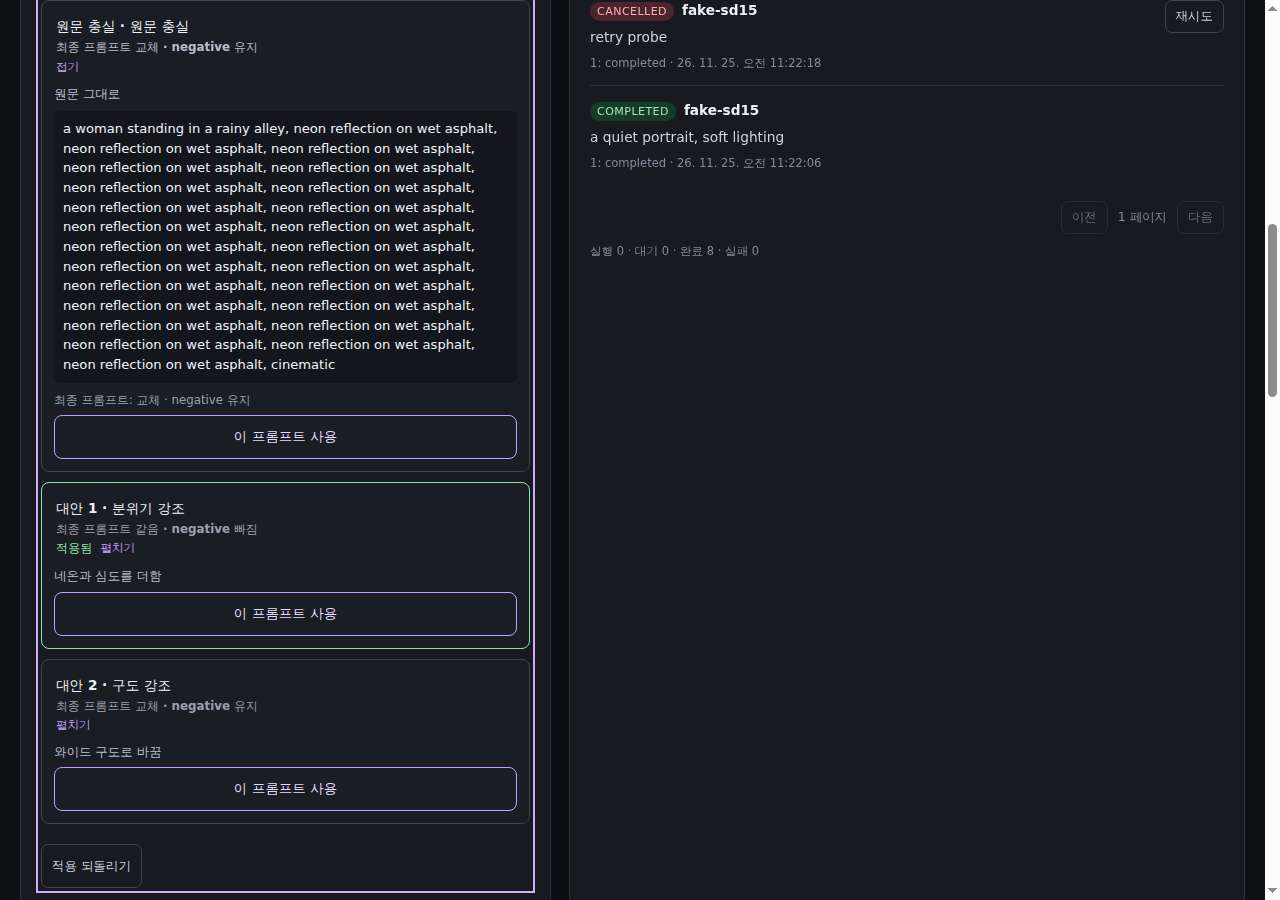 원문 충실 · 원문 충실
최종 프롬프트 교체 · negative 유지
접기
원문 그대로
a woman standing in a rainy alley, neon reflection on wet asphalt,
neon reflection on wet asphalt, neon reflection on wet asphalt,
neon reflection on wet asphalt, neon reflection on wet asphalt,
neon reflection on wet asphalt, neon reflection on wet asphalt,
neon reflection on wet asphalt, neon reflection on wet asphalt,
neon reflection on wet asphalt, neon reflection on wet asphalt,
neon reflection on wet asphalt, neon reflection on wet asphalt,
neon reflection on wet asphalt, neon reflection on wet asphalt,
neon reflection on wet asphalt, neon reflection on wet asphalt,
neon reflection on wet asphalt, neon reflection on wet asphalt,
neon reflection on wet asphalt, neon reflection on wet asphalt,
neon reflection on wet asphalt, neon reflection on wet asphalt,
neon reflection on wet asphalt, cinematic
최종 프롬프트: 교체 · negative 유지
이 프롬프트 사용
대안 1 · 분위기 강조
최종 프롬프트 같음 · negative 빠짐
적용됨 펼치기
네온과 심도를 더함
이 프롬프트 사용
대안 2 · 구도 강조
최종 프롬프트 교체 · negative 유지
펼치기
와이드 구도로 바꿈
이 프롬프트 사용
적용 되돌리기
CANCELLED fake-sd15
재시도
retry probe
1: completed · 26. 11. 25. 오전 11:22:18
COMPLETED fake-sd15
a quiet portrait, soft lighting
1: completed · 26. 11. 25. 오전 11:22:06
이전 1 페이지 다음
실행 0 · 대기 0 · 완료 8 · 실패 0